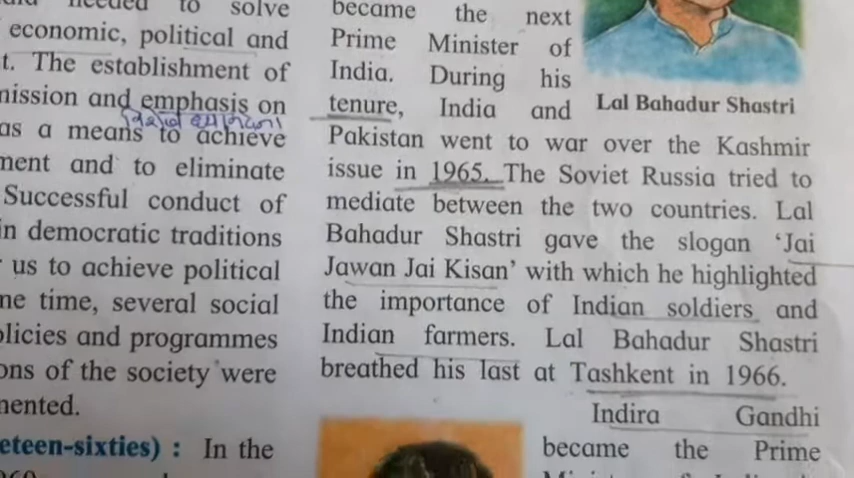 needed to solve
economic, political and
t. The establishment of
nission and emphasis on
as a means to achieve
ment and to eliminate
Successful conduct of
in democratic traditions
us to achieve political
ne time, several social
olicies and programmes
ons of the society were
nented.
eteen-sixties) : In the
became the next
Prime Minister of
India. During his
tenure, India and
Lal Bahadur Shastri
Pakistan went to war over the Kashmir
issue in 1965. The Soviet Russia tried to
mediate between the two countries. Lal
Bahadur Shastri gave the slogan ‘Jai
Jawan Jai Kisan’ with which he highlighted
the importance of Indian soldiers and
Indian farmers. Lal Bahadur Shastri
breathed his last at Tashkent in 1966.
Indira Gandhi
became the Prime